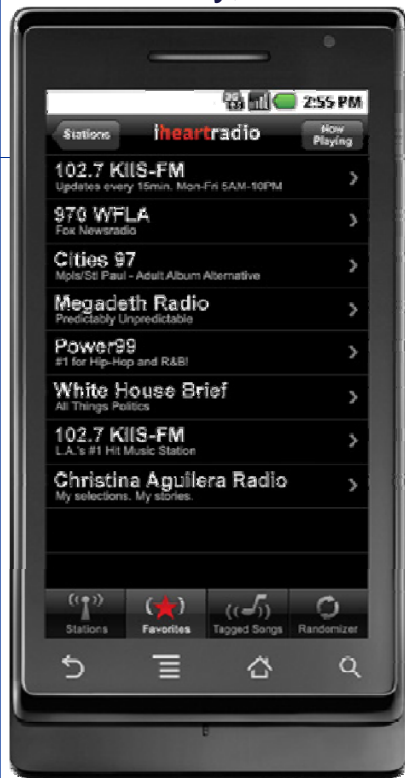 3G
2:55 PM
Stations
iheartradio
Now
Playing
102.7 KIIS-FM
Updates every 15min. Mon-Fri 5AM-10PM
970 WFLA
Fox Newsradio
Cities 97
Mpls/Stl Paul - Adult Album Alternative
Megadeth Radio
Predictably Unpredictable
Power99
#1 for Hip-Hop and R&B!
White House Brief
All Things Politics
102.7 KIIS-FM
L.A.'s #1 Hit Music Station
Christina Aguilera Radio
My selections. My stories.
Stations
Favorites
Tagged Songs
Randomizer